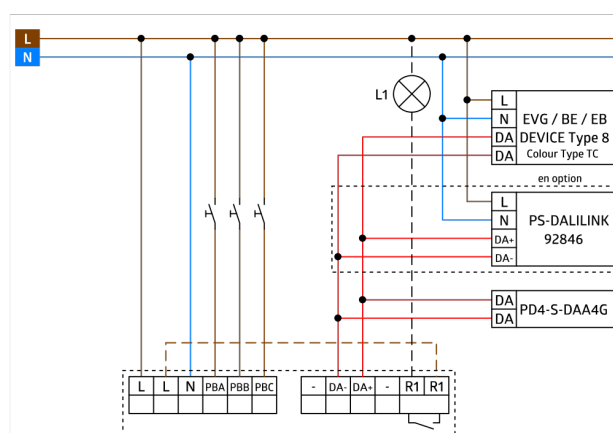 L
N
L1
L
N EVG / BE / EB
DA DEVICE Type 8
DA Colour Type TC
en option
L
N PS-DALILINK
DA+ 92846
DA-
DA
DA PD4-S-DAA4G
L L N PBA PBB PBC - DA- DA+ - R1 R1